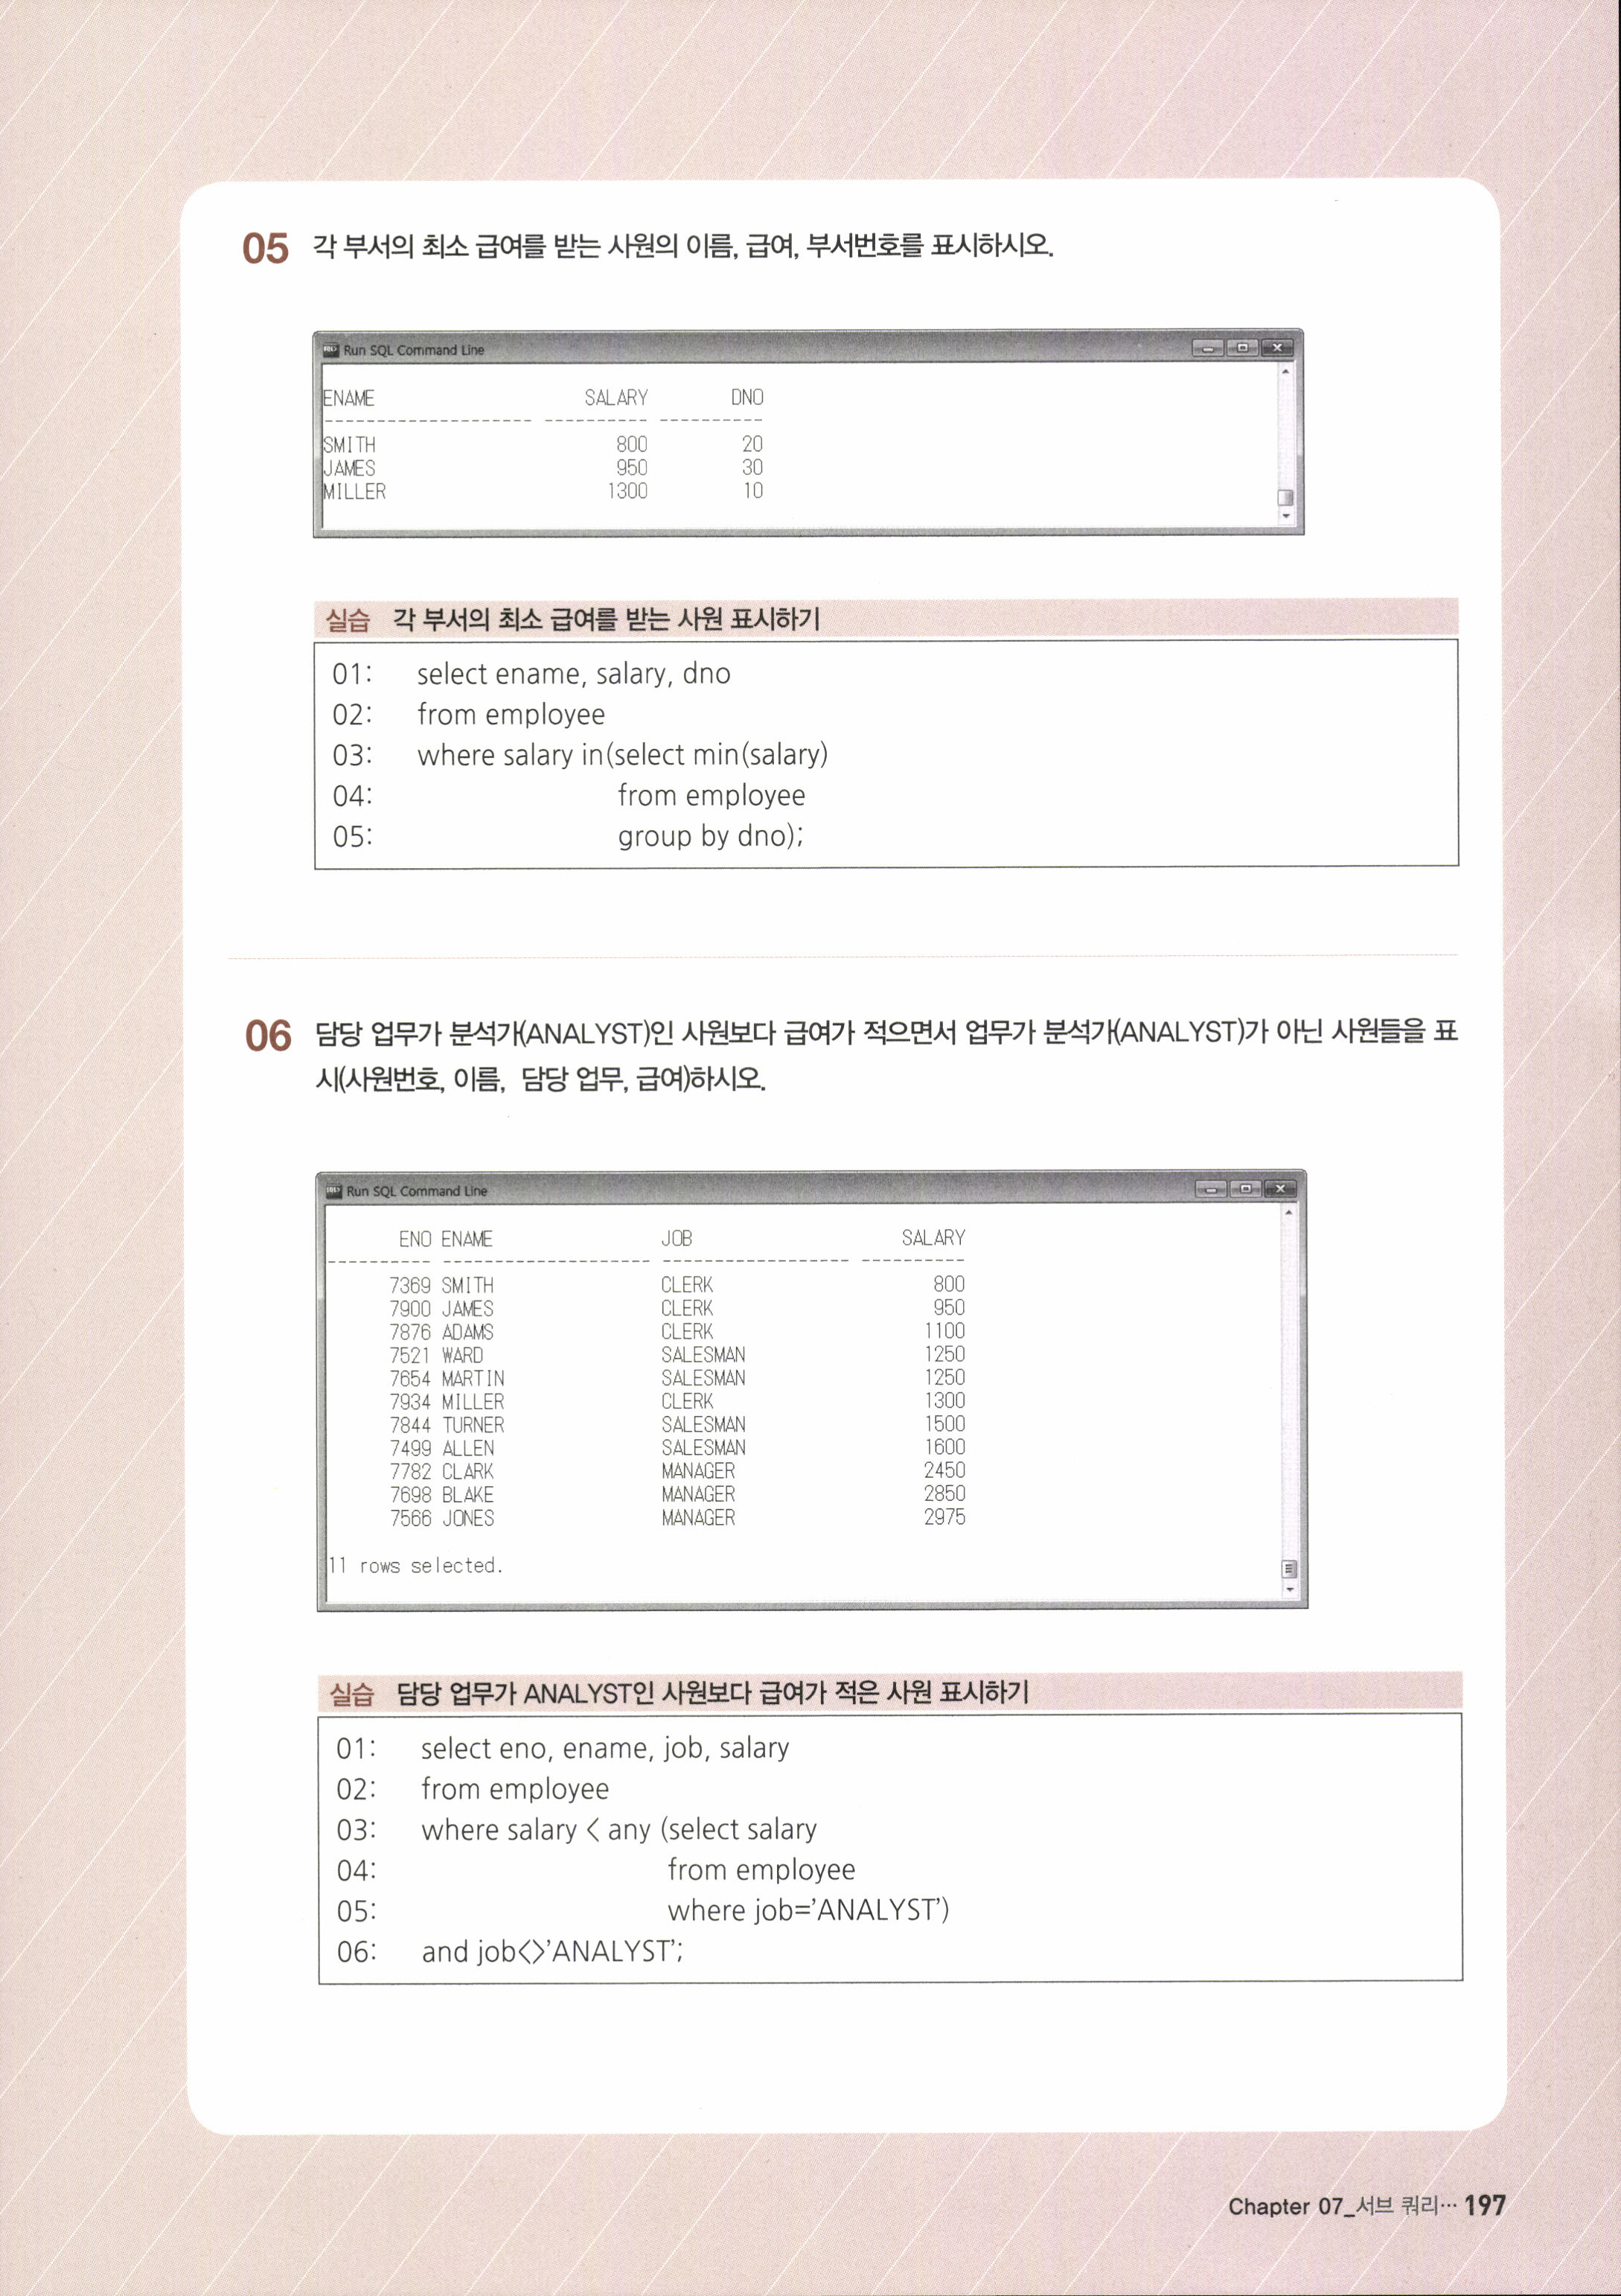 05 각 부서의 최소 급여를 받는 사원의 이름, 급여, 부서번호를 표시하시오.
Run SQL Command Line
ENAME SALARY DNO
-------------------- ---------- ----------
SMITH 800 20
JAMES 950 30
MILLER 1300 10
실습 각 부서의 최소 급여를 받는 사원 표시하기
01: select ename, salary, dno
02: from employee
03: where salary in(select min(salary)
04: from employee
05: group by dno);
06 담당 업무가 분석가(ANALYST)인 사원보다 급여가 적으면서 업무가 분석가(ANALYST)가 아닌 사원들을 표
시(사원번호, 이름, 담당 업무, 급여)하시오.
Run SQL Command Line
ENO ENAME JOB SALARY
---------- -------------------- ------------------ ----------
7369 SMITH CLERK 800
7900 JAMES CLERK 950
7876 ADAMS CLERK 1100
7521 WARD SALESMAN 1250
7654 MARTIN SALESMAN 1250
7934 MILLER CLERK 1300
7844 TURNER SALESMAN 1500
7499 ALLEN SALESMAN 1600
7782 CLARK MANAGER 2450
7698 BLAKE MANAGER 2850
7566 JONES MANAGER 2975
11 rows selected.
실습 담당 업무가 ANALYST인 사원보다 급여가 적은 사원 표시하기
01: select eno, ename, job, salary
02: from employee
03: where salary < any (select salary
04: from employee
05: where job='ANALYST')
06: and job<>'ANALYST';
Chapter 07_서브 쿼리… 197